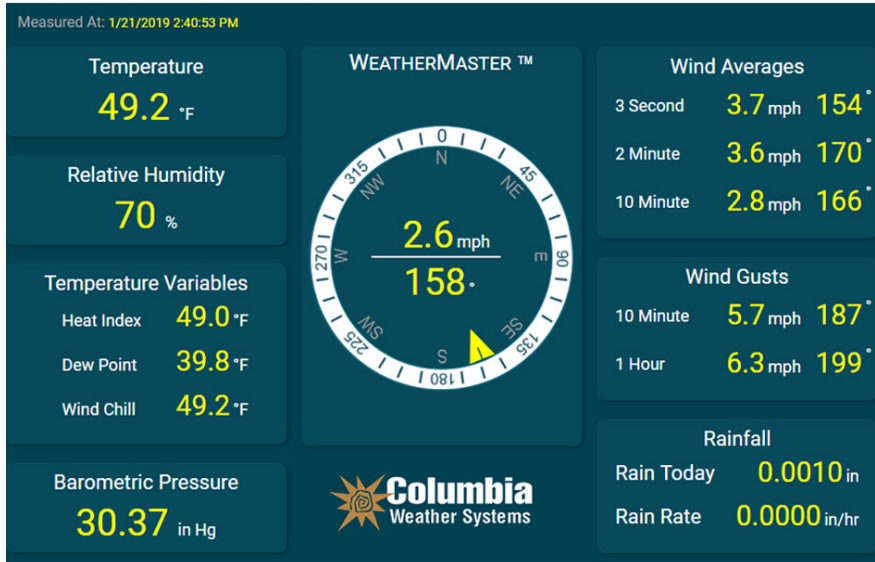 Measured At: 1/21/2019 2:40:53 PM
Temperature
49.2 °F
Relative Humidity
70 %
Temperature Variables
Heat Index 49.0 °F
Dew Point 39.8 °F
Wind Chill 49.2 °F
Barometric Pressure
30.37 in Hg
WEATHERMASTER ™
0
N
315
45
NW
NE
2.6 mph
270
W
E
90
158°
SW
SE
225
135
S
180
Columbia
Weather Systems
Wind Averages
3 Second 3.7 mph 154°
2 Minute 3.6 mph 170°
10 Minute 2.8 mph 166°
Wind Gusts
10 Minute 5.7 mph 187°
1 Hour 6.3 mph 199°
Rainfall
Rain Today 0.0010 in
Rain Rate 0.0000 in/hr